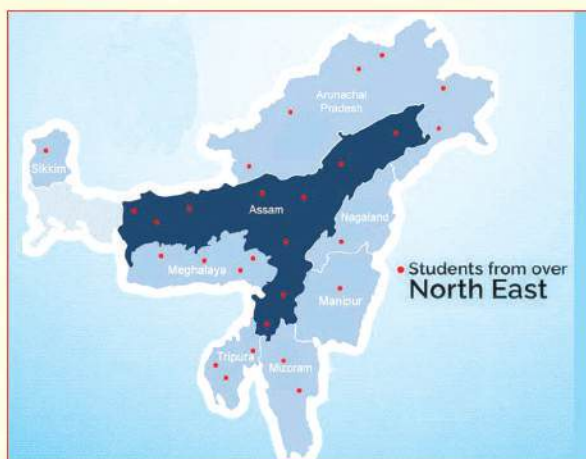 Arunachal
Pradesh
Sikkim
Assam
Nagaland
Meghalaya
Manipur
Tripura
Mizoram
Students from over
North East